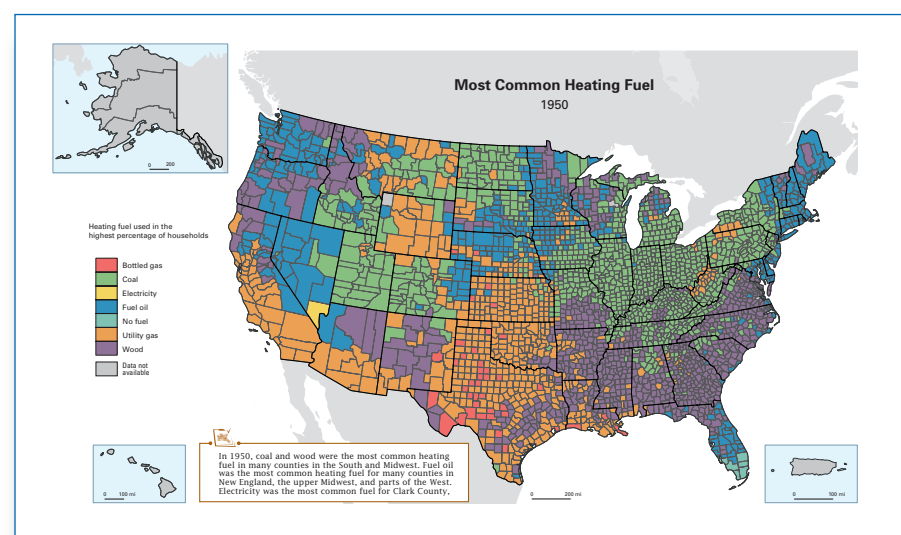 Most Common Heating Fuel
1950
0 200
Heating fuel used in the
highest percentage of households
Bottled gas
Coal
Electricity
Fuel oil
No fuel
Utility gas
Wood
Data not
available
In 1950, coal and wood were the most common heating
fuel in many counties in the South and Midwest. Fuel oil
was the most common heating fuel for many counties in
New England, the upper Midwest, and parts of the West.
Electricity was the most common fuel for Clark County,
0 100 mi
0 200 mi
0 100 mi